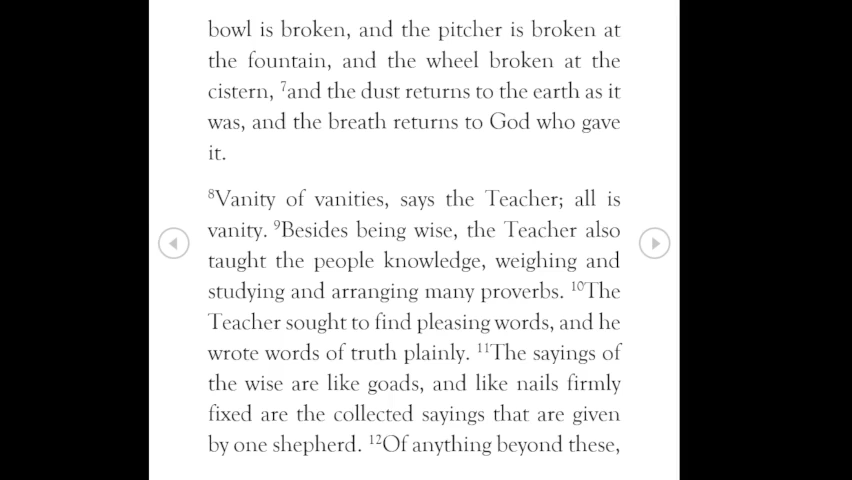 bowl is broken, and the pitcher is broken at
the fountain, and the wheel broken at the
cistern, ⁷and the dust returns to the earth as it
was, and the breath returns to God who gave
it.
⁸Vanity of vanities, says the Teacher; all is
vanity. ⁹Besides being wise, the Teacher also
taught the people knowledge, weighing and
studying and arranging many proverbs. ¹⁰The
Teacher sought to find pleasing words, and he
wrote words of truth plainly. ¹¹The sayings of
the wise are like goads, and like nails firmly
fixed are the collected sayings that are given
by one shepherd. ¹²Of anything beyond these,